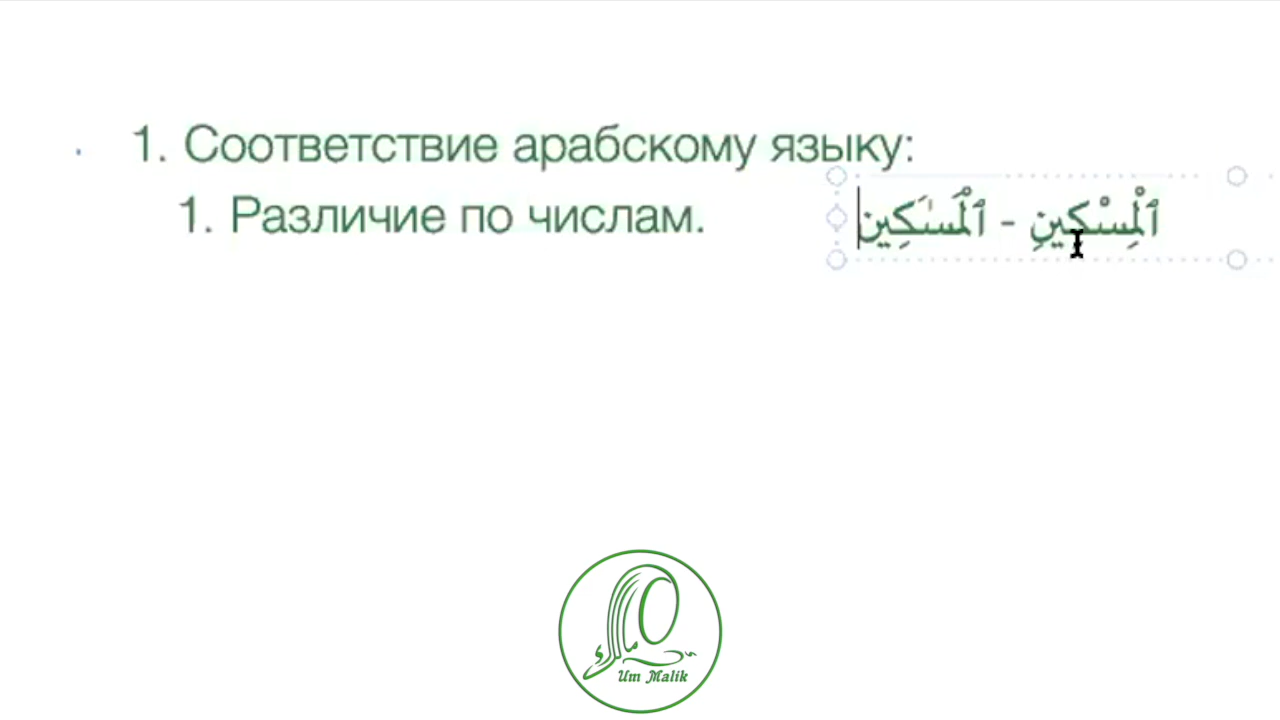 1. Соответствие арабскому языку:
1. Различие по числам.
ٱلْمِسْكِينِ - ٱلْمَسَٰكِين
Um Malik